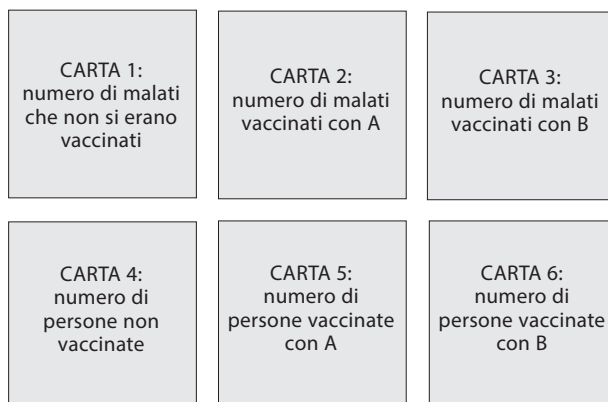 CARTA 1:
numero di malati
che non si erano
vaccinati
CARTA 2:
numero di malati
vaccinati con A
CARTA 3:
numero di malati
vaccinati con B
CARTA 4:
numero di
persone non
vaccinate
CARTA 5:
numero di
persone vaccinate
con A
CARTA 6:
numero di
persone vaccinate
con B